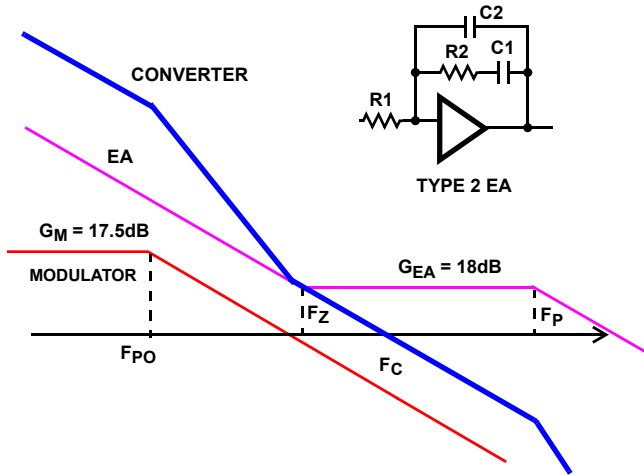 C2
R2
C1
R1
TYPE 2 EA
CONVERTER
EA
GM = 17.5dB
GEA = 18dB
MODULATOR
FZ
FP
FPO
FC